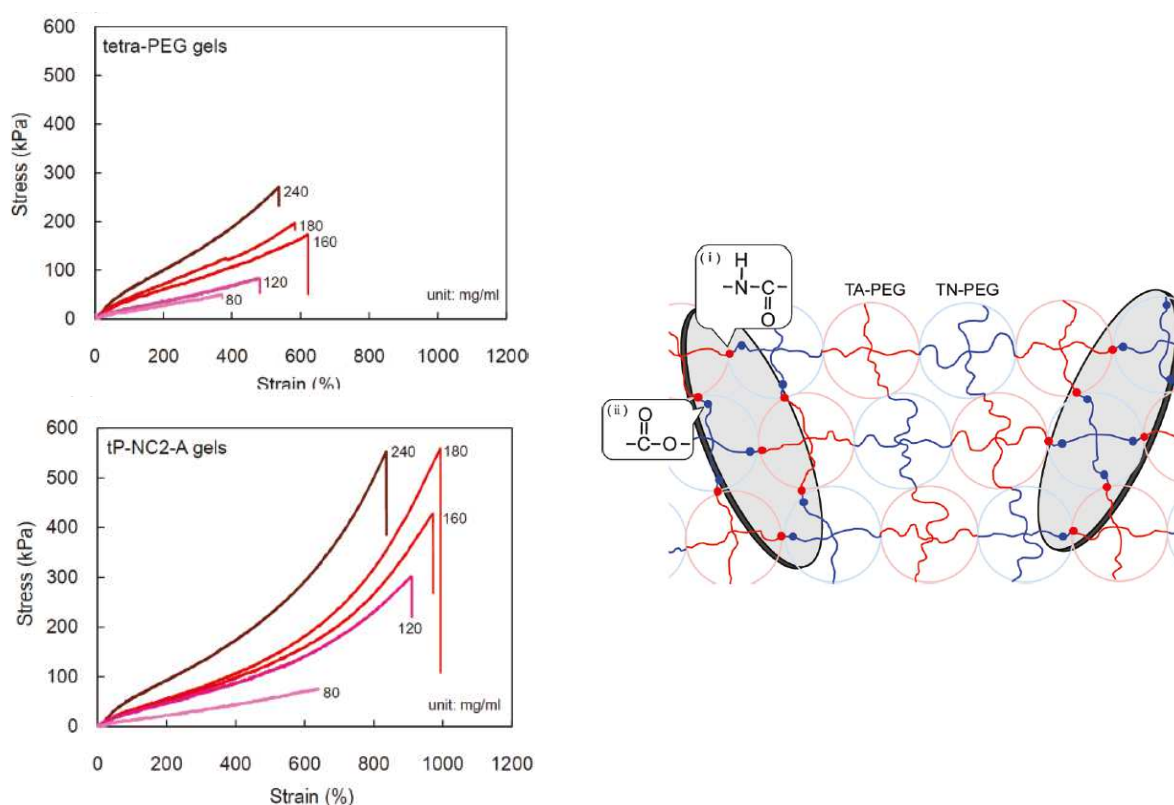 600
500
400
300
200
100
0
Stress (kPa)
tetra-PEG gels
240
180
160
120
80
unit: mg/ml
0 200 400 600 800 1000 1200
Strain (%)
600
500
400
300
200
100
0
Stress (kPa)
tP-NC2-A gels
240
180
160
120
80
unit: mg/ml
0 200 400 600 800 1000 1200
Strain (%)
(i)
H
N C
O
TA-PEG TN-PEG
(ii)
O
C O